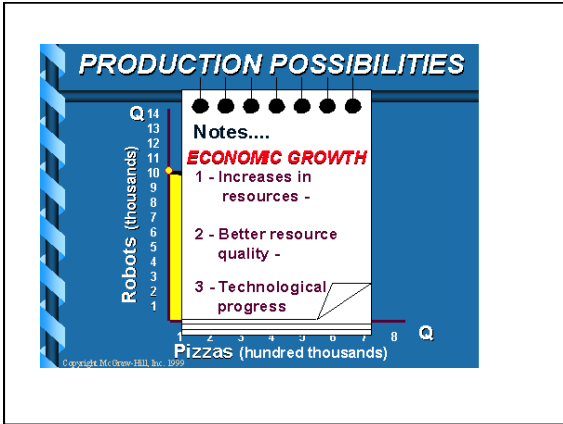 PRODUCTION POSSIBILITIES
Q
14
13
12
11
10
9
8
7
6
5
4
3
2
1
Robots (thousands)
Notes....
ECONOMIC GROWTH
1 - Increases in
resources -
2 - Better resource
quality -
3 - Technological
progress
1 2 3 4 5 6 7 8
Q
Pizzas (hundred thousands)
Copyright McGraw-Hill, Inc. 1999